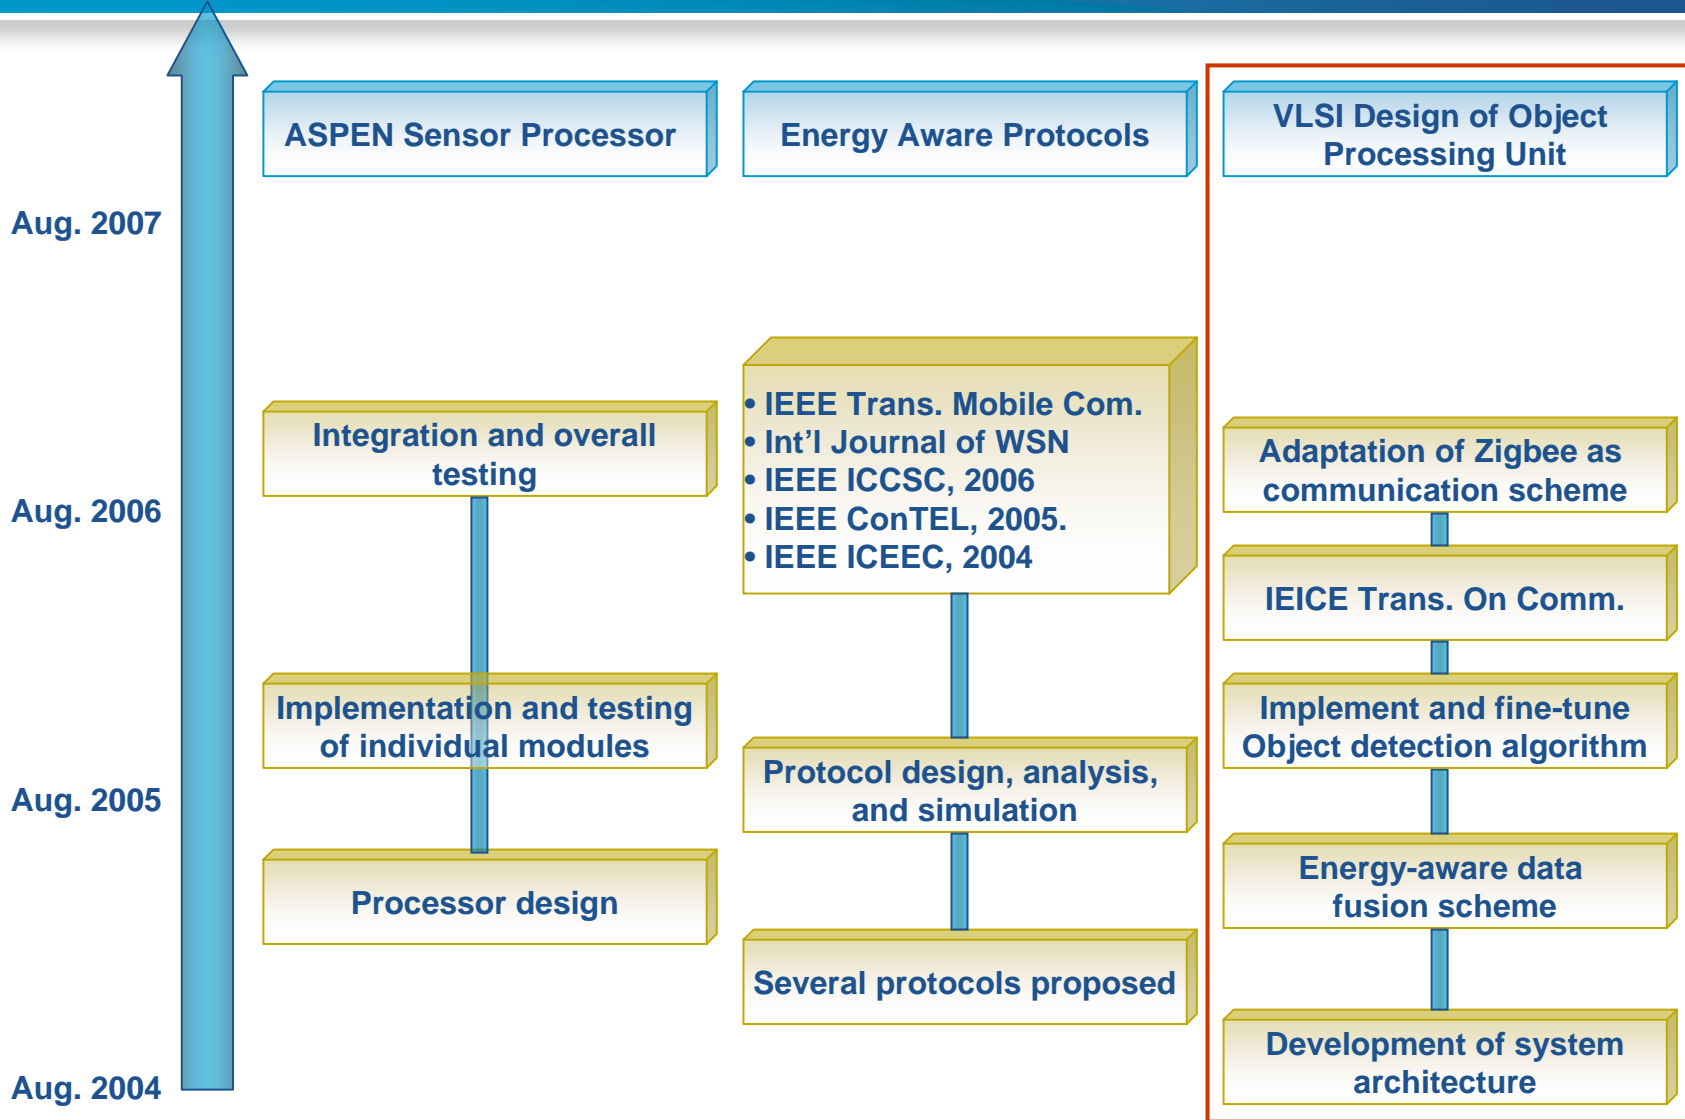 ASPEN Sensor Processor
Energy Aware Protocols
VLSI Design of Object
Processing Unit
Aug. 2007
Aug. 2006
Aug. 2005
Aug. 2004
Integration and overall
testing
Implementation and testing
of individual modules
Processor design
• IEEE Trans. Mobile Com.
• Int’l Journal of WSN
• IEEE ICCSC, 2006
• IEEE ConTEL, 2005.
• IEEE ICEEC, 2004
Protocol design, analysis,
and simulation
Several protocols proposed
Adaptation of Zigbee as
communication scheme
IEICE Trans. On Comm.
Implement and fine-tune
Object detection algorithm
Energy-aware data
fusion scheme
Development of system
architecture